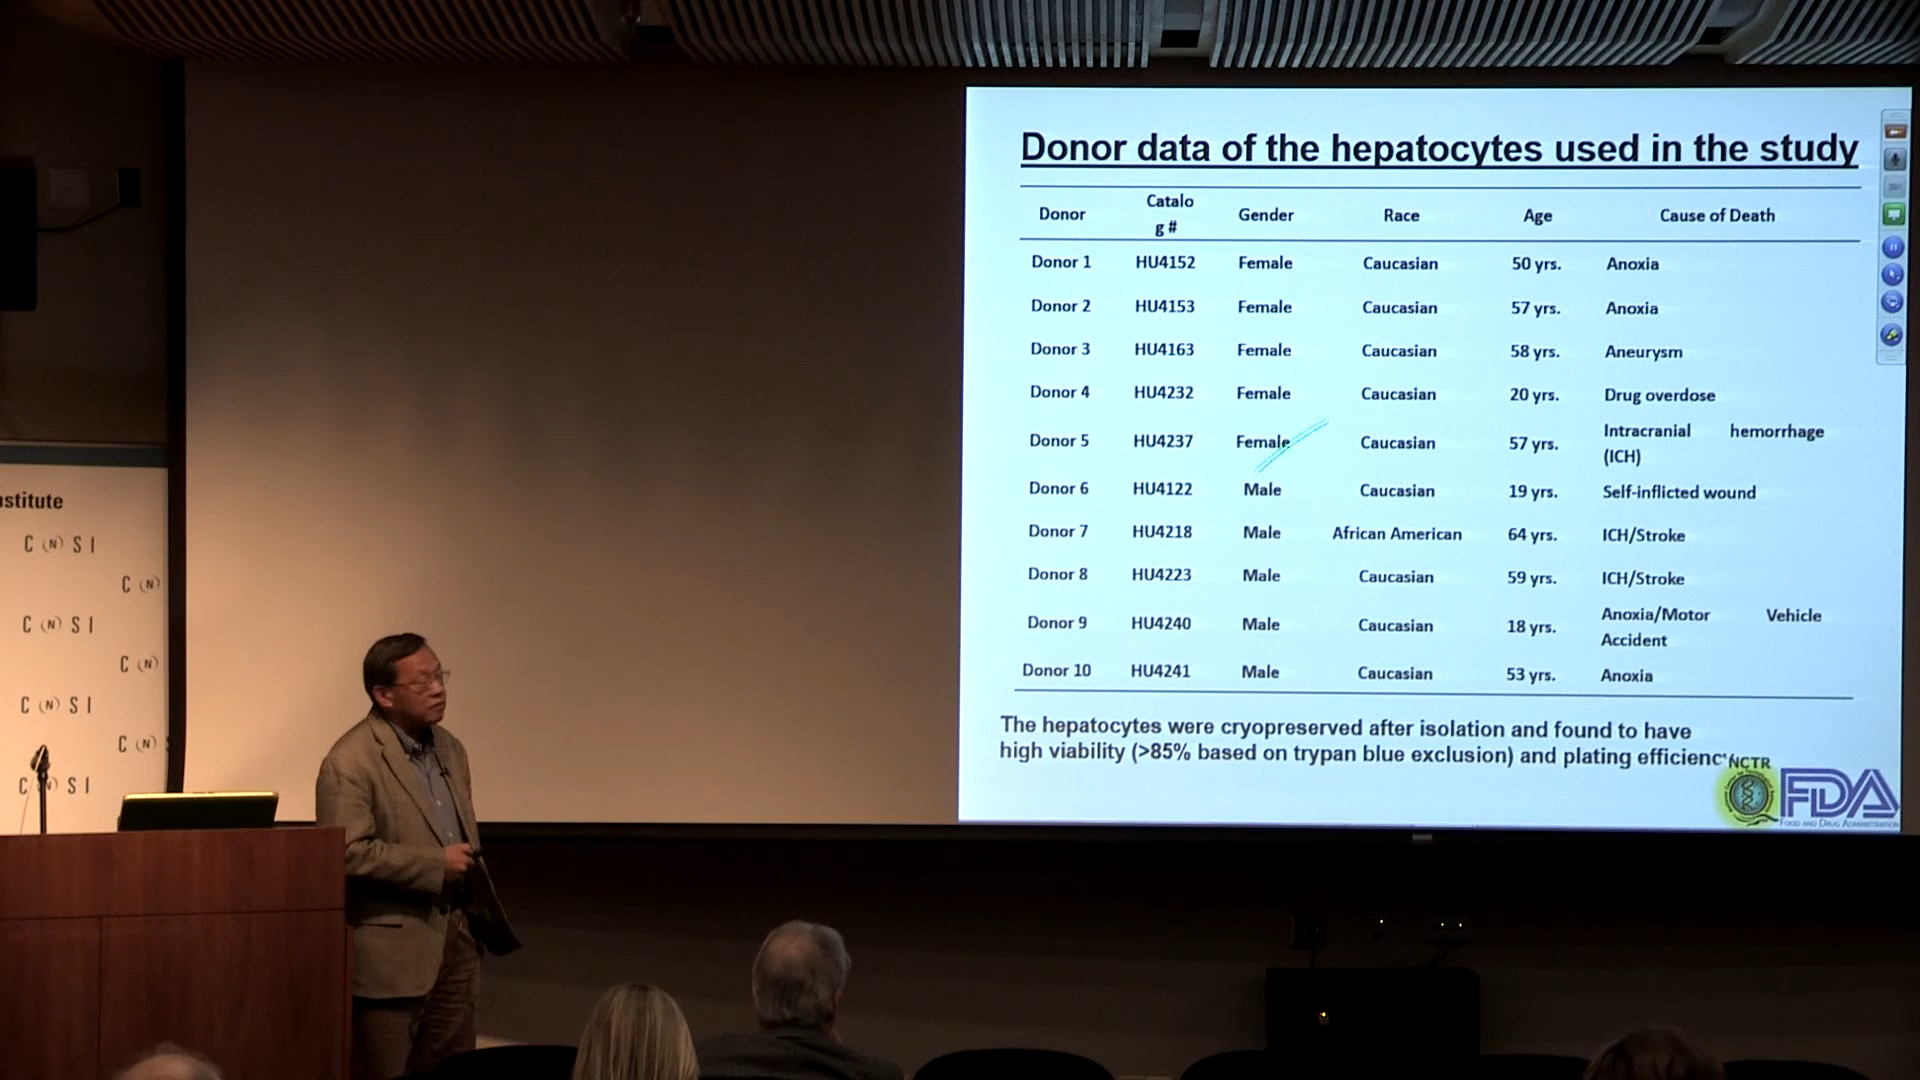 Donor data of the hepatocytes used in the study
Donor Catalo g # Gender Race Age Cause of Death
Donor 1 HU4152 Female Caucasian 50 yrs. Anoxia
Donor 2 HU4153 Female Caucasian 57 yrs. Anoxia
Donor 3 HU4163 Female Caucasian 58 yrs. Aneurysm
Donor 4 HU4232 Female Caucasian 20 yrs. Drug overdose
Donor 5 HU4237 Female Caucasian 57 yrs. Intracranial hemorrhage
(ICH)
Donor 6 HU4122 Male Caucasian 19 yrs. Self-inflicted wound
Donor 7 HU4218 Male African American 64 yrs. ICH/Stroke
Donor 8 HU4223 Male Caucasian 59 yrs. ICH/Stroke
Donor 9 HU4240 Male Caucasian 18 yrs. Anoxia/Motor Vehicle
Accident
Donor 10 HU4241 Male Caucasian 53 yrs. Anoxia
The hepatocytes were cryopreserved after isolation and found to have
high viability (>85% based on trypan blue exclusion) and plating efficienc
NCTR
FDA
FOOD AND DRUG ADMINISTRATION
stitute
C (N) S I
C (N)
C (N) S I
C (N)
C (N) S I
C (N)
C (N) S I